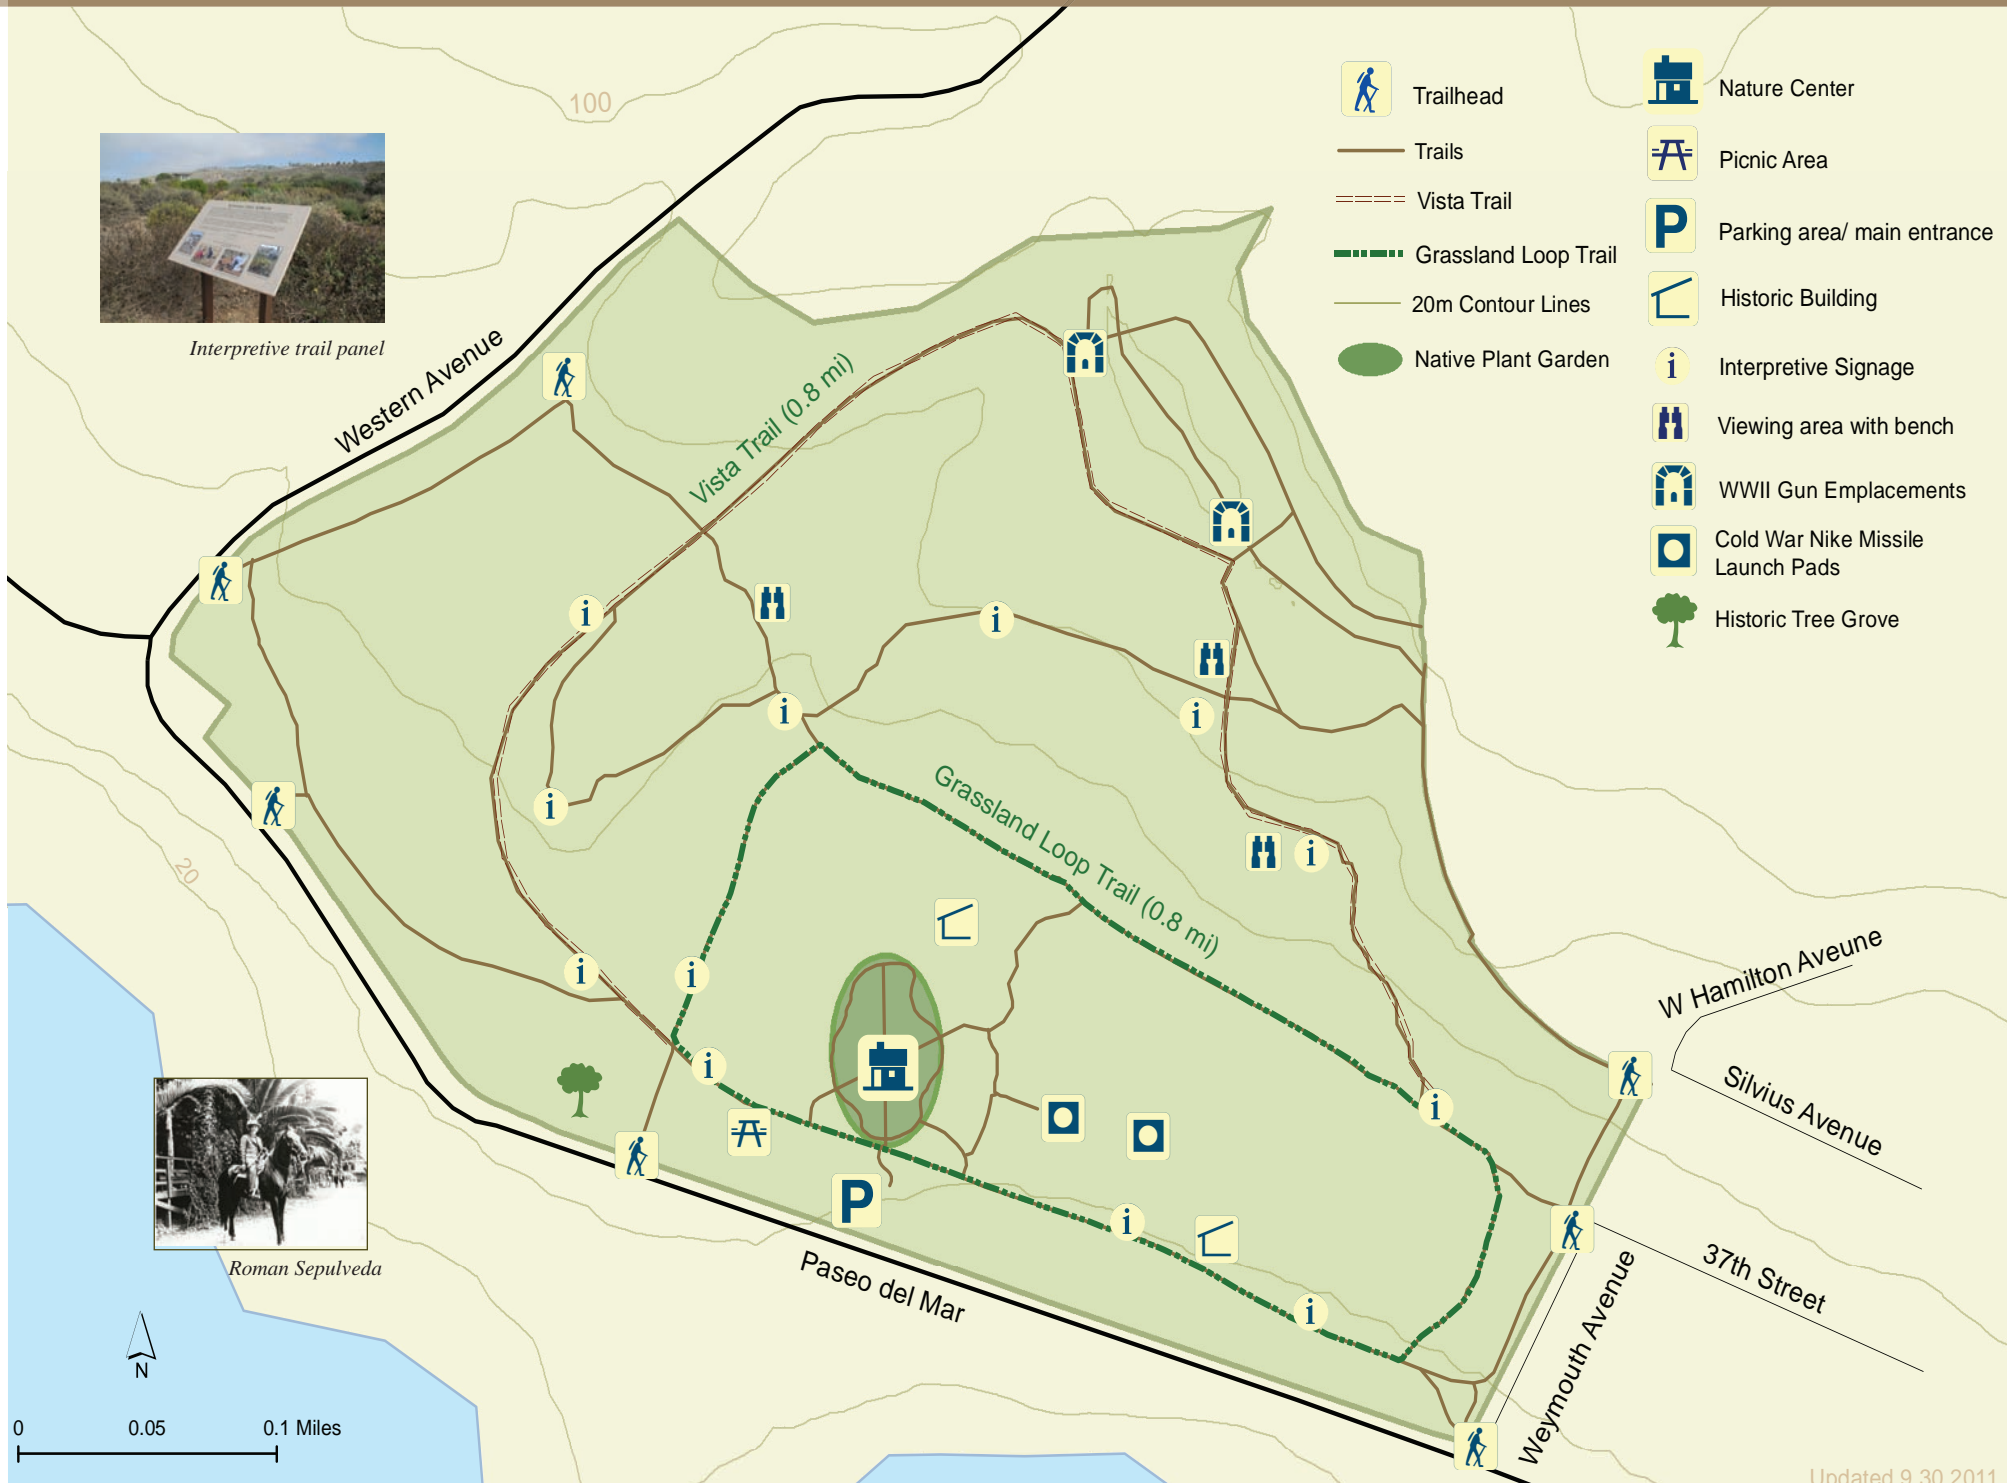 100
Interpretive trail panel
Western Avenue
Vista Trail (0.8 mi)
Grassland Loop Trail (0.8 mi)
20
Roman Sepulveda
N
0 0.05 0.1 Miles
Paseo del Mar
Weymouth Avenue
37th Street
Silvius Avenue
W Hamilton Aveune
Trailhead
Trails
Vista Trail
Grassland Loop Trail
20m Contour Lines
Native Plant Garden
Nature Center
Picnic Area
P
Parking area/ main entrance
Historic Building
i
Interpretive Signage
Viewing area with bench
WWII Gun Emplacements
Cold War Nike Missile
Launch Pads
Historic Tree Grove
i
i
i
i
i
i
i
i
i
i
i
i
i
P
Updated 9.30.2011